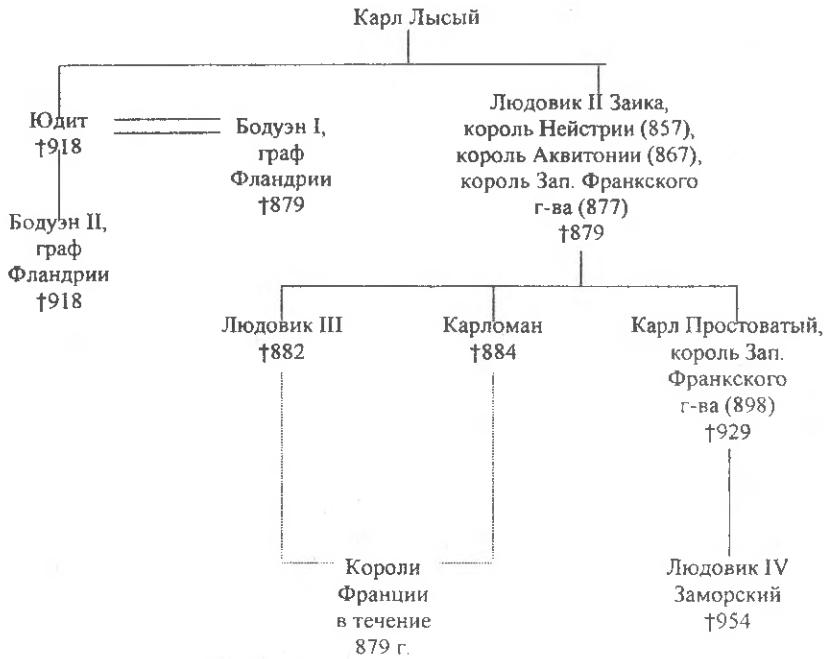 Карл Лысый
Юдит
†918
Бодуэн I,
граф
Фландрии
†879
Людовик II Заика,
король Нейстрии (857),
король Аквитонии (867),
король Зап. Франкского
г-ва (877)
†879
Бодуэн II,
граф
Фландрии
†918
Людовик III
†882
Карломан
†884
Карл Простоватый,
король Зап.
Франкского
г-ва (898)
†929
Короли
Франции
в течение
879 г.
Людовик IV
Заморский
†954